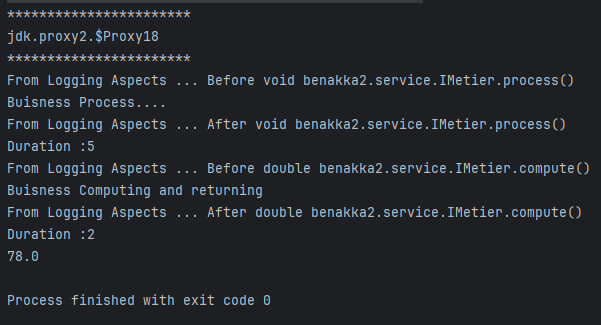 ***********************
jdk.proxy2.$Proxy18
***********************
From Logging Aspects ... Before void benakka2.service.IMetier.process()
Buisness Process....
From Logging Aspects ... After void benakka2.service.IMetier.process()
Duration :5
From Logging Aspects ... Before double benakka2.service.IMetier.compute()
Buisness Computing and returning
From Logging Aspects ... After double benakka2.service.IMetier.compute()
Duration :2
78.0
Process finished with exit code 0